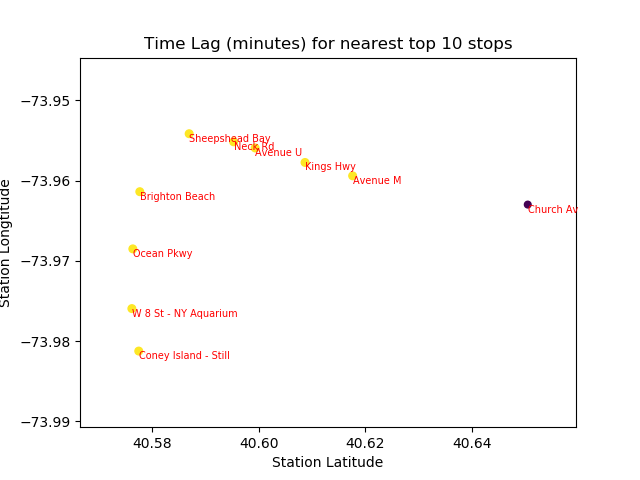 Time Lag (minutes) for nearest top 10 stops
−73.95
−73.96
−73.97
−73.98
−73.99
Station Longtitude
Sheepshead Bay
Neck Rd
Avenue U
Kings Hwy
Avenue M
Brighton Beach
Church Av
Ocean Pkwy
W 8 St - NY Aquarium
Coney Island - Still
40.58
40.60
40.62
40.64
Station Latitude